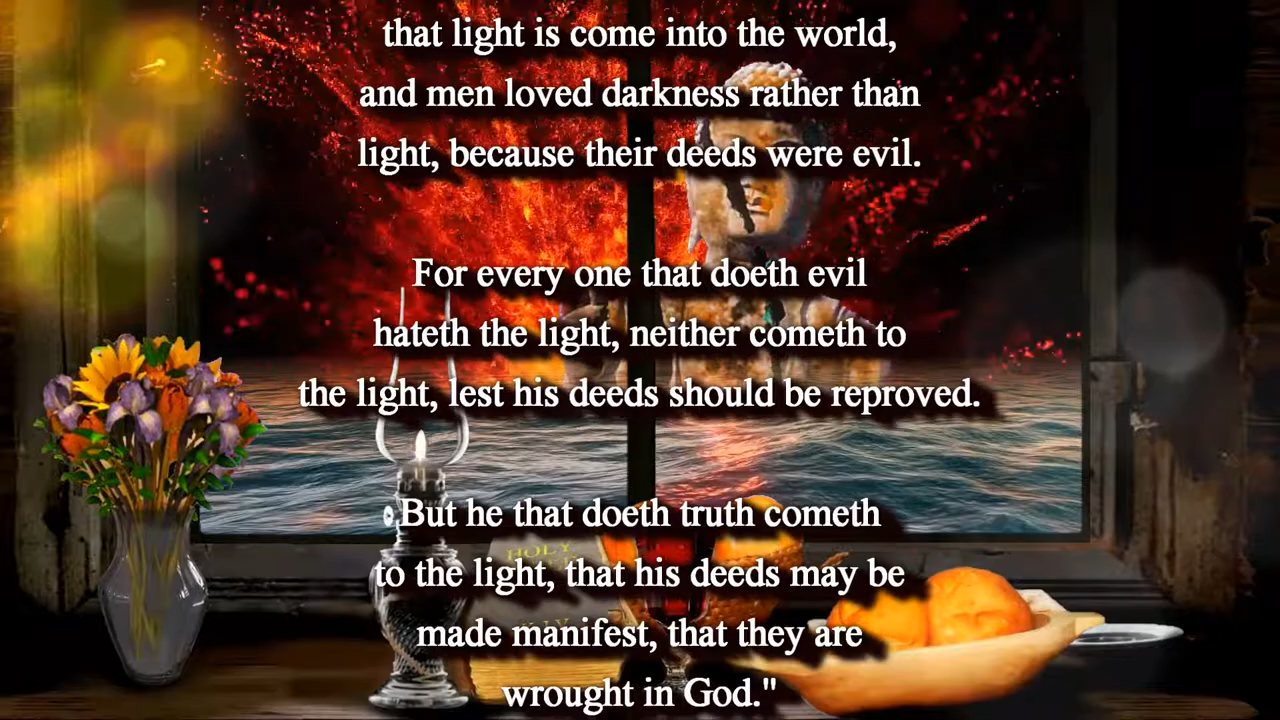 that light is come into the world,
and men loved darkness rather than
light, because their deeds were evil.
For every one that doeth evil
hateth the light, neither cometh to
the light, lest his deeds should be reproved.
But he that doeth truth cometh
HOLY
to the light, that his deeds may be
KJV
made manifest, that they are
wrought in God."